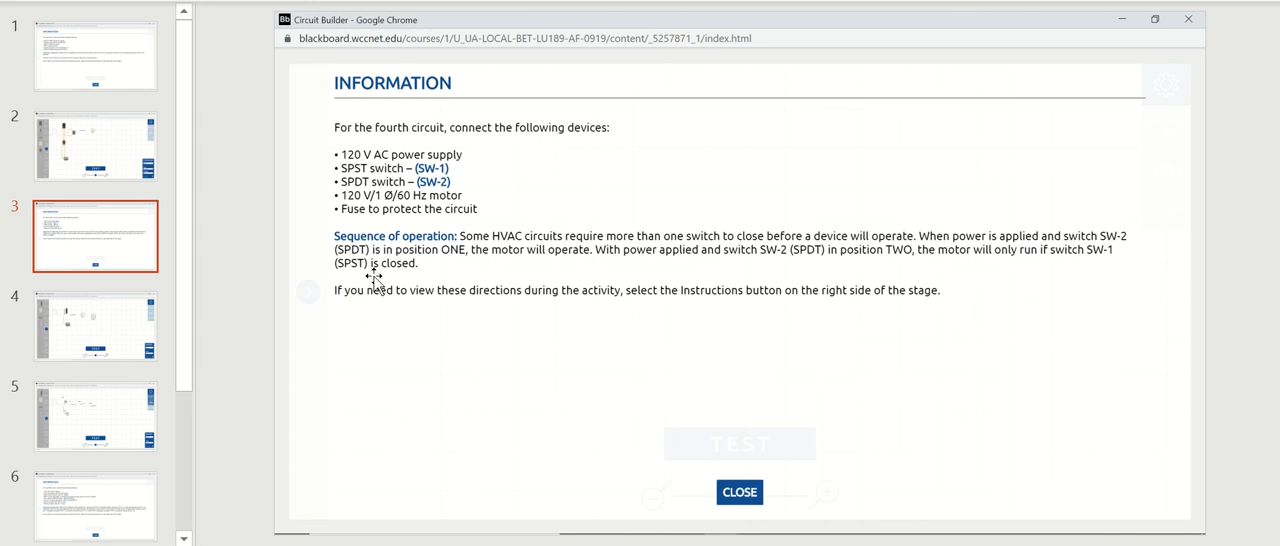 Bb Circuit Builder - Google Chrome
blackboard.wccnet.edu/courses/1/U_UA-LOCAL-BET-LU189-AF-0919/content/_5257871_1/index.html
1
2
3
4
5
6
INFORMATION
For the fourth circuit, connect the following devices:
• 120 V AC power supply
• SPST switch – (SW-1)
• SPDT switch – (SW-2)
• 120 V/1 Ø/60 Hz motor
• Fuse to protect the circuit
Sequence of operation: Some HVAC circuits require more than one switch to close before a device will operate. When power is applied and switch SW-2
(SPDT) is in position ONE, the motor will operate. With power applied and switch SW-2 (SPDT) in position TWO, the motor will only run if switch SW-1
(SPST) is closed.
If you need to view these directions during the activity, select the Instructions button on the right side of the stage.
TEST
CLOSE